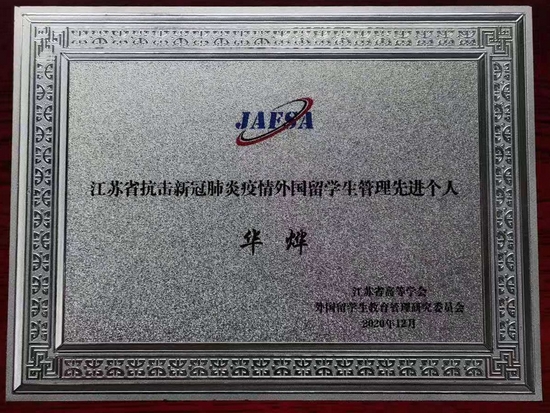 JAFSA
江苏省抗击新冠肺炎疫情外国留学生管理先进个人
华烨
江苏省高等学会
外国留学生教育管理研究委员会
2020年12月